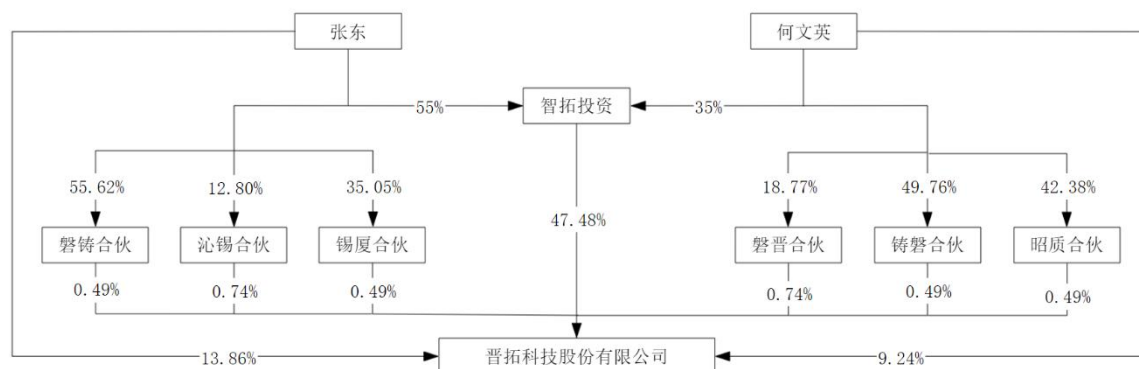 张东
何文英
智拓投资
55%
35%
55.62%
12.80%
35.05%
18.77%
49.76%
42.38%
47.48%
磐铸合伙
沁锡合伙
锡厦合伙
磐晋合伙
铸磐合伙
昭质合伙
0.49%
0.74%
0.49%
0.74%
0.49%
0.49%
13.86%
晋拓科技股份有限公司
9.24%